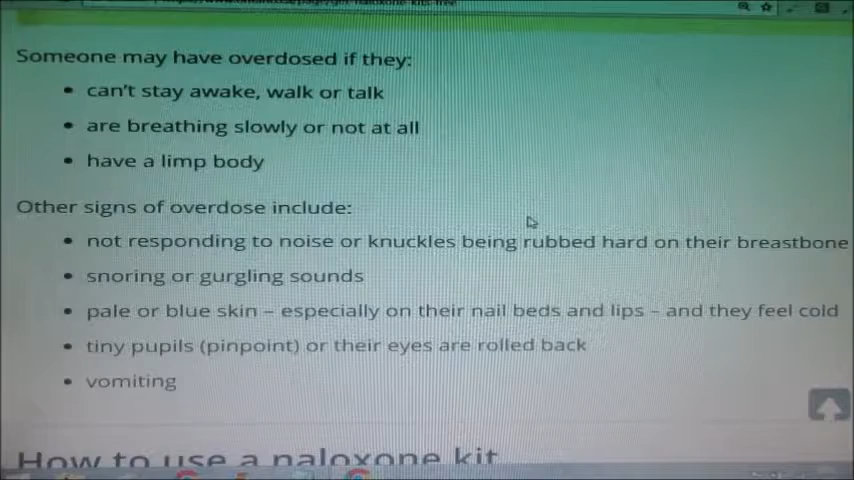 Someone may have overdosed if they:
• can't stay awake, walk or talk
• are breathing slowly or not at all
• have a limp body
Other signs of overdose include:
• not responding to noise or knuckles being rubbed hard on their breastbone
• snoring or gurgling sounds
• pale or blue skin – especially on their nail beds and lips – and they feel cold
• tiny pupils (pinpoint) or their eyes are rolled back
• vomiting
How to use a naloxone kit